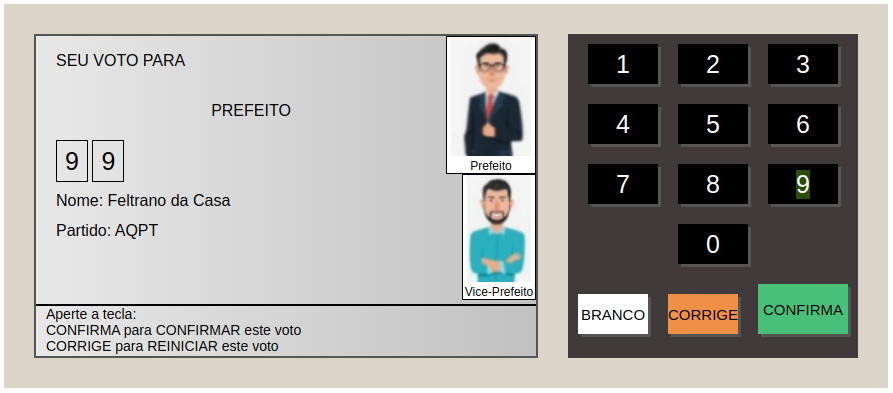 SEU VOTO PARA
PREFEITO
9 9
Nome: Feltrano da Casa
Partido: AQPT
Prefeito
Vice-Prefeito
Aperte a tecla:
CONFIRMA para CONFIRMAR este voto
CORRIGE para REINICIAR este voto
1 2 3
4 5 6
7 8 9
0
BRANCO CORRIGE CONFIRMA